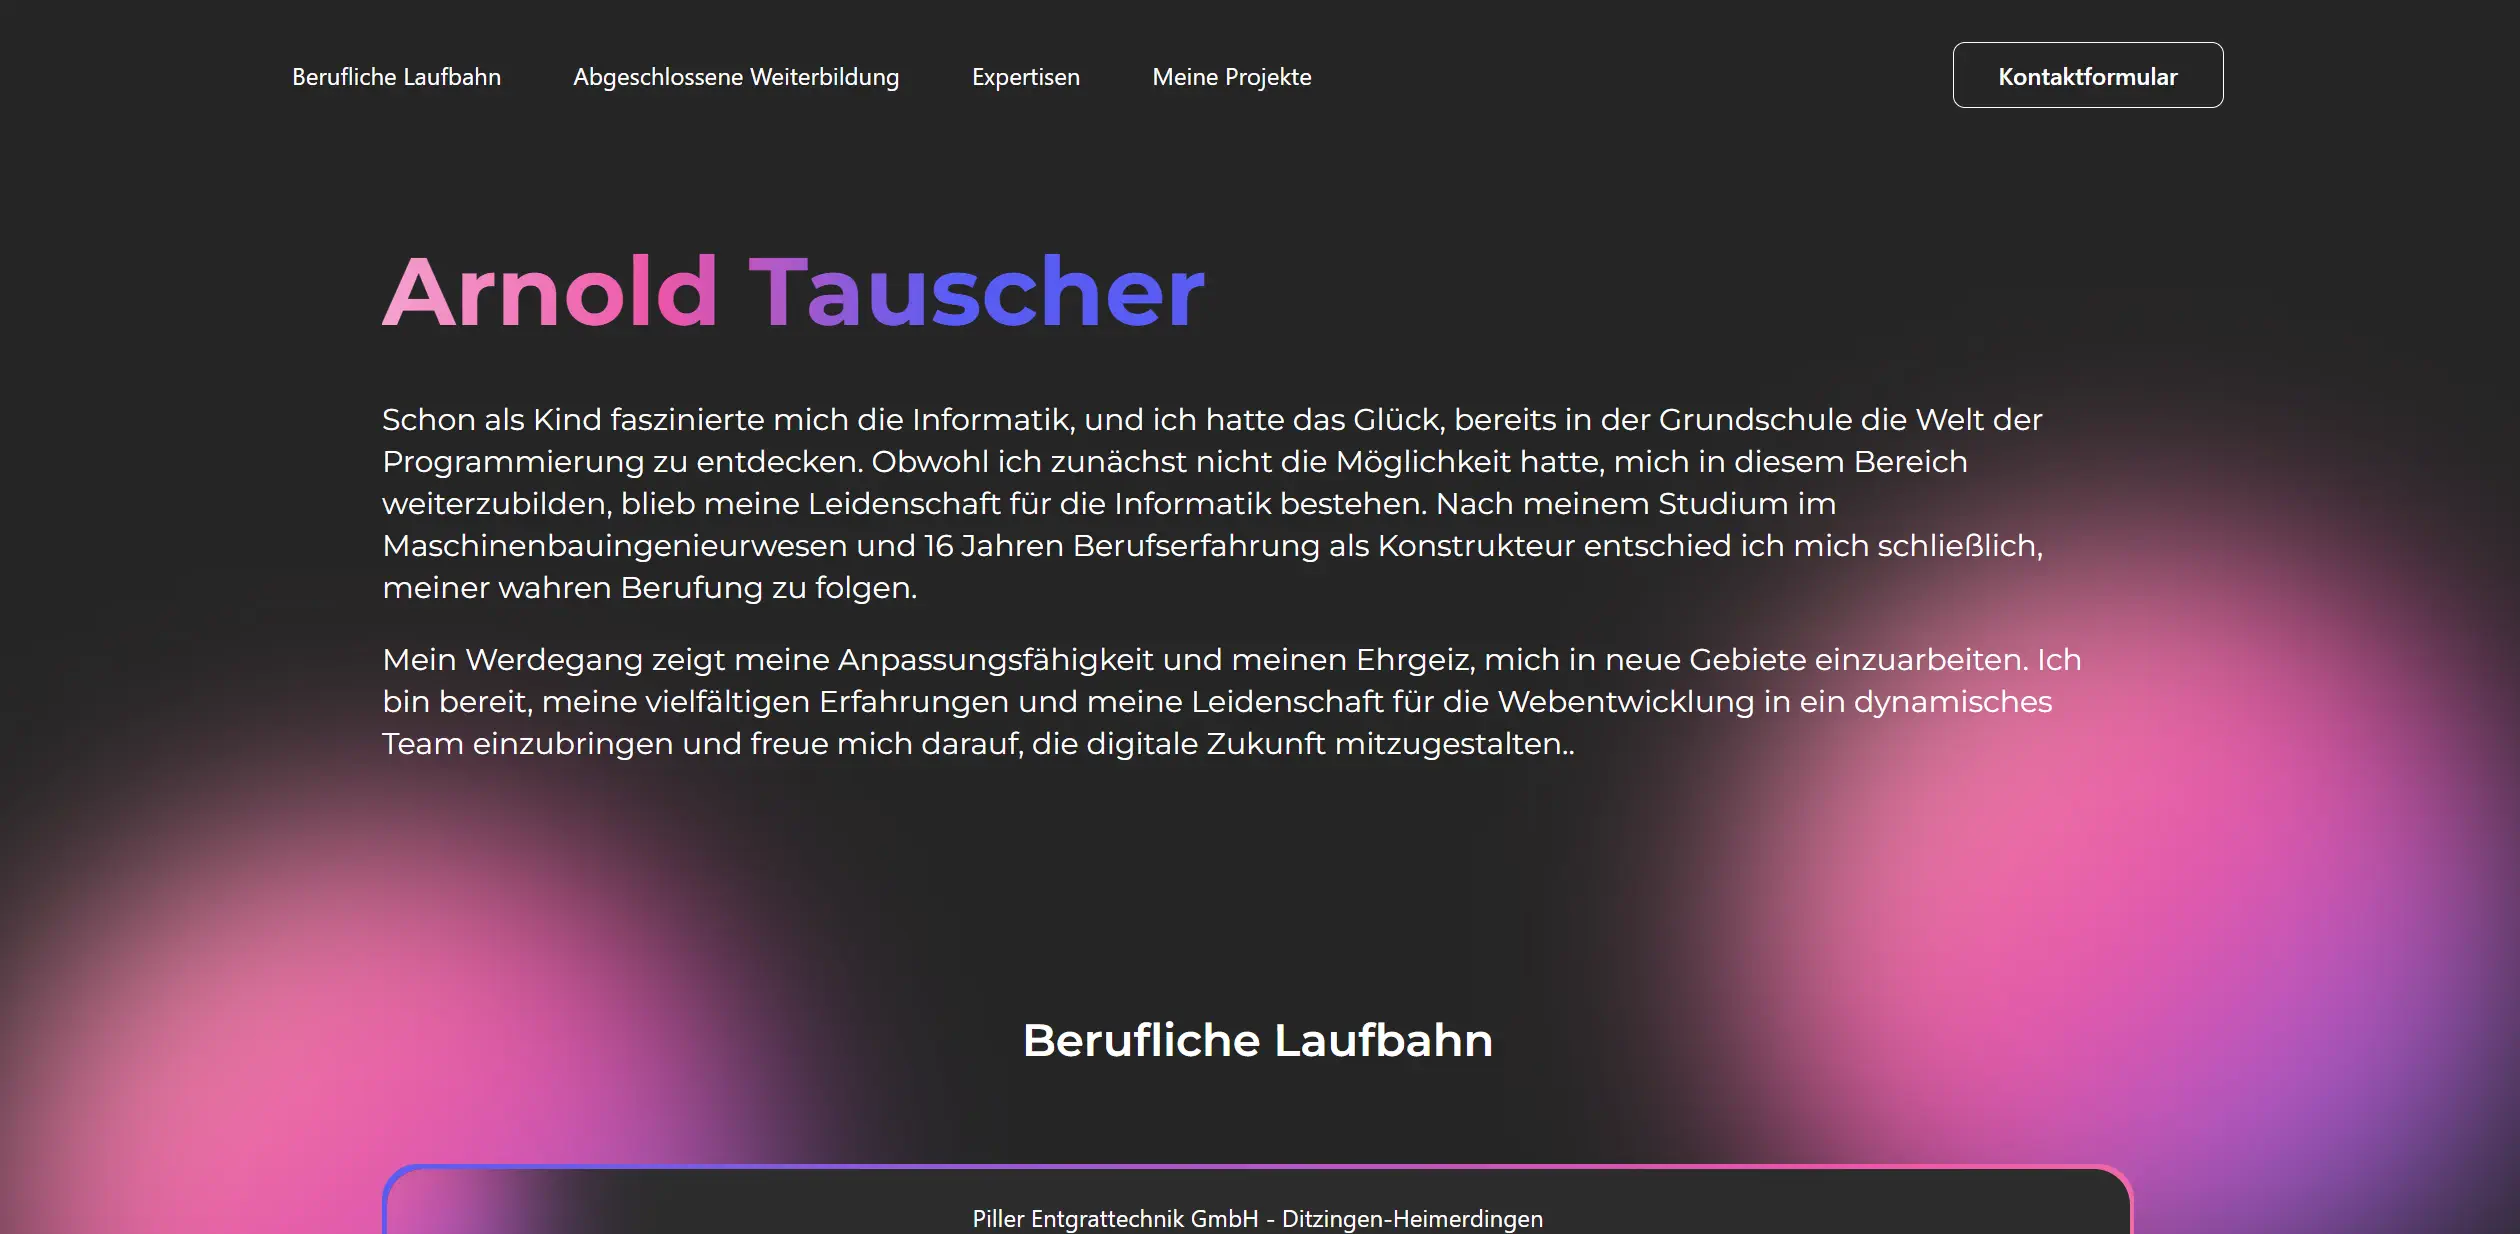 Berufliche Laufbahn
Abgeschlossene Weiterbildung
Expertisen
Meine Projekte
Kontaktformular
Arnold Tauscher
Schon als Kind faszinierte mich die Informatik, und ich hatte das Glück, bereits in der Grundschule die Welt der
Programmierung zu entdecken. Obwohl ich zunächst nicht die Möglichkeit hatte, mich in diesem Bereich
weiterzubilden, blieb meine Leidenschaft für die Informatik bestehen. Nach meinem Studium im
Maschinenbauingenieurwesen und 16 Jahren Berufserfahrung als Konstrukteur entschied ich mich schließlich,
meiner wahren Berufung zu folgen.
Mein Werdegang zeigt meine Anpassungsfähigkeit und meinen Ehrgeiz, mich in neue Gebiete einzuarbeiten. Ich
bin bereit, meine vielfältigen Erfahrungen und meine Leidenschaft für die Webentwicklung in ein dynamisches
Team einzubringen und freue mich darauf, die digitale Zukunft mitzugestalten..
Berufliche Laufbahn
Piller Entgrattechnik GmbH - Ditzingen-Heimerdingen